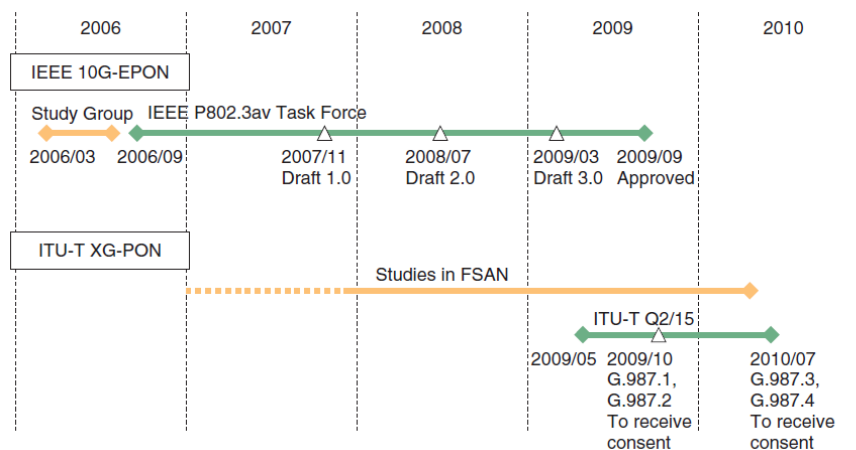 2006 2007 2008 2009 2010
IEEE 10G-EPON
Study Group IEEE P802.3av Task Force
2006/03 2006/09 2007/11 2008/07 2009/03 2009/09
Draft 1.0 Draft 2.0 Draft 3.0 Approved
ITU-T XG-PON
Studies in FSAN
ITU-T Q2/15
2009/05 2009/10 2010/07
G.987.1, G.987.3,
G.987.2 G.987.4
To receive To receive
consent consent